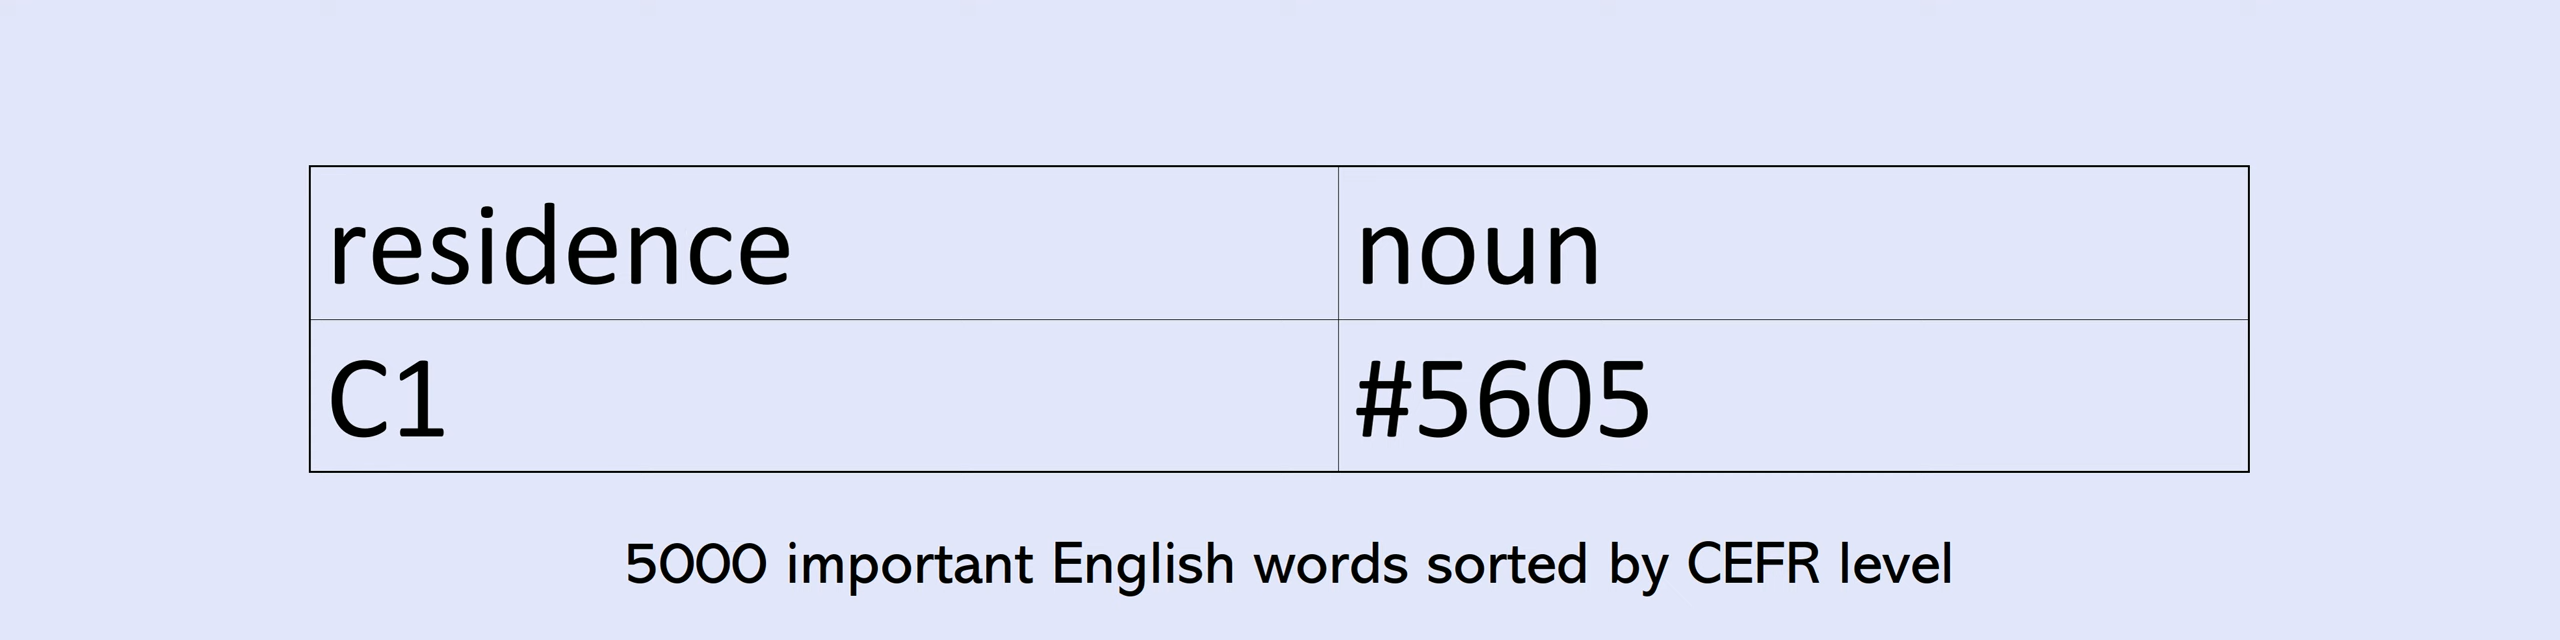 residence noun
C1 #5605
5000 important English words sorted by CEFR level